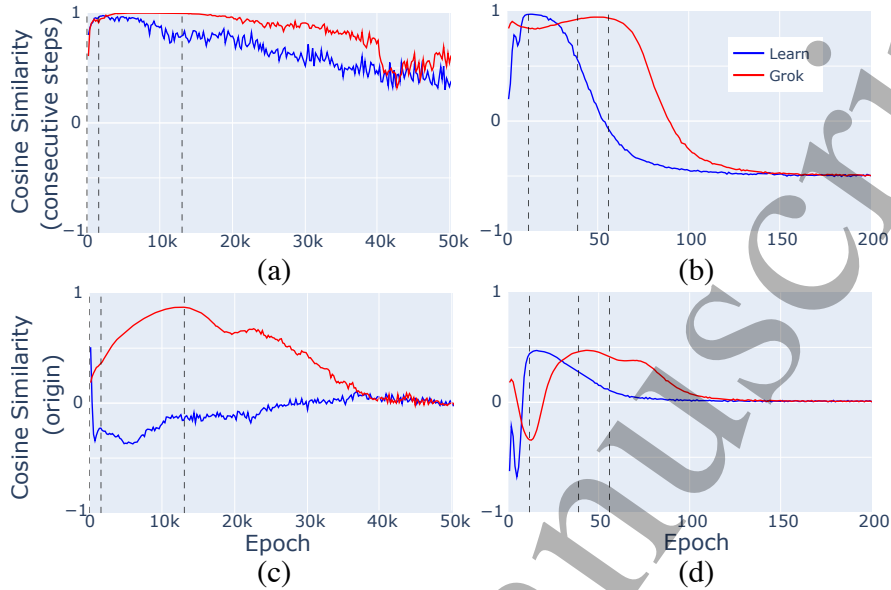 Cosine Similarity
(consecutive steps)
1
0
−1
0
10k
20k
30k
40k
50k
(a)
1
0
−1
0
50
100
150
200
Learn
Grok
(b)
Cosine Similarity
(origin)
1
0
−1
0
10k
20k
30k
40k
50k
Epoch
(c)
1
0
−1
0
50
100
150
200
Epoch
(d)